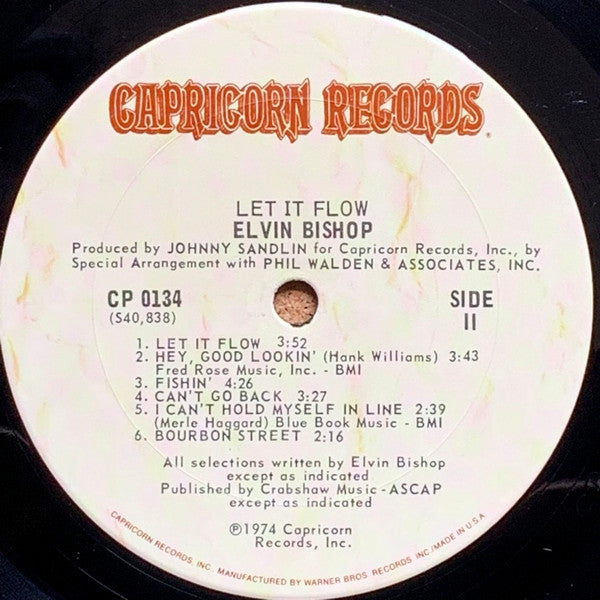 CAPRICORN RECORDS.
LET IT FLOW
ELVIN BISHOP
Produced by JOHNNY SANDLIN for Capricorn Records, Inc., by
Special Arrangement with PHIL WALDEN & ASSOCIATES, INC.
CP 0134
(S40,838)
SIDE
II
1. LET IT FLOW 3:52
2. HEY, GOOD LOOKIN' (Hank Williams) 3:43
Fred Rose Music, Inc. - BMI
3. FISHIN' 4:26
4. CAN'T GO BACK 3:27
5. I CAN'T HOLD MYSELF IN LINE 2:39
(Merle Haggard) Blue Book Music - BMI
6. BOURBON STREET 2:16
All selections written by Elvin Bishop
except as indicated
Published by Crabshaw Music - ASCAP
except as indicated
℗1974 Capricorn
Records, Inc.
CAPRICORN RECORDS, INC., MANUFACTURED BY WARNER BROS. RECORDS INC./MADE IN U.S.A.